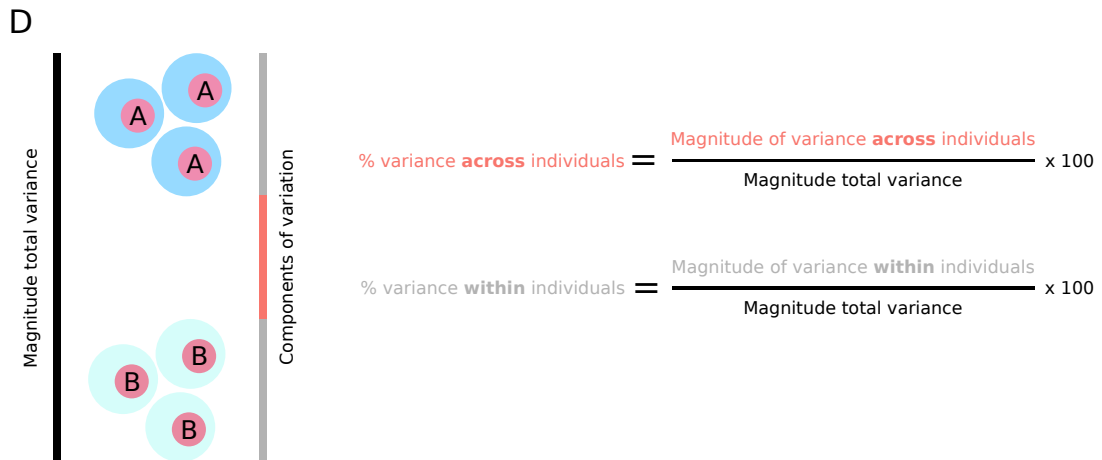 D
Magnitude total variance
A
A
A
B
B
B
Components of variation
% variance across individuals = Magnitude of variance across individuals
Magnitude total variance
x 100
% variance within individuals = Magnitude of variance within individuals
Magnitude total variance
x 100